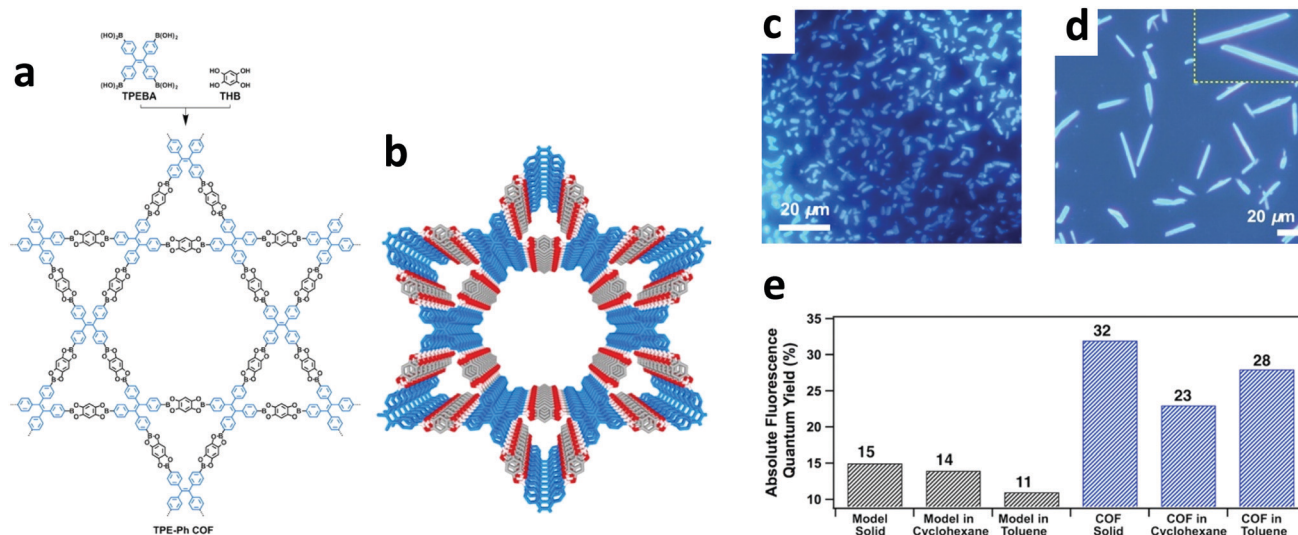 a
(HO)₂B
B(OH)₂
(HO)₂B
B(OH)₂
TPEBA
HO
OH
HO
OH
THB
TPE-Ph COF
b
c
20 µm
d
20 µm
e
Absolute Fluorescence
Quantum Yield (%)
35
30
25
20
15
10
15
14
11
32
23
28
Model
Solid
Model in
Cyclohexane
Model in
Toluene
COF
Solid
COF in
Cyclohexane
COF in
Toluene